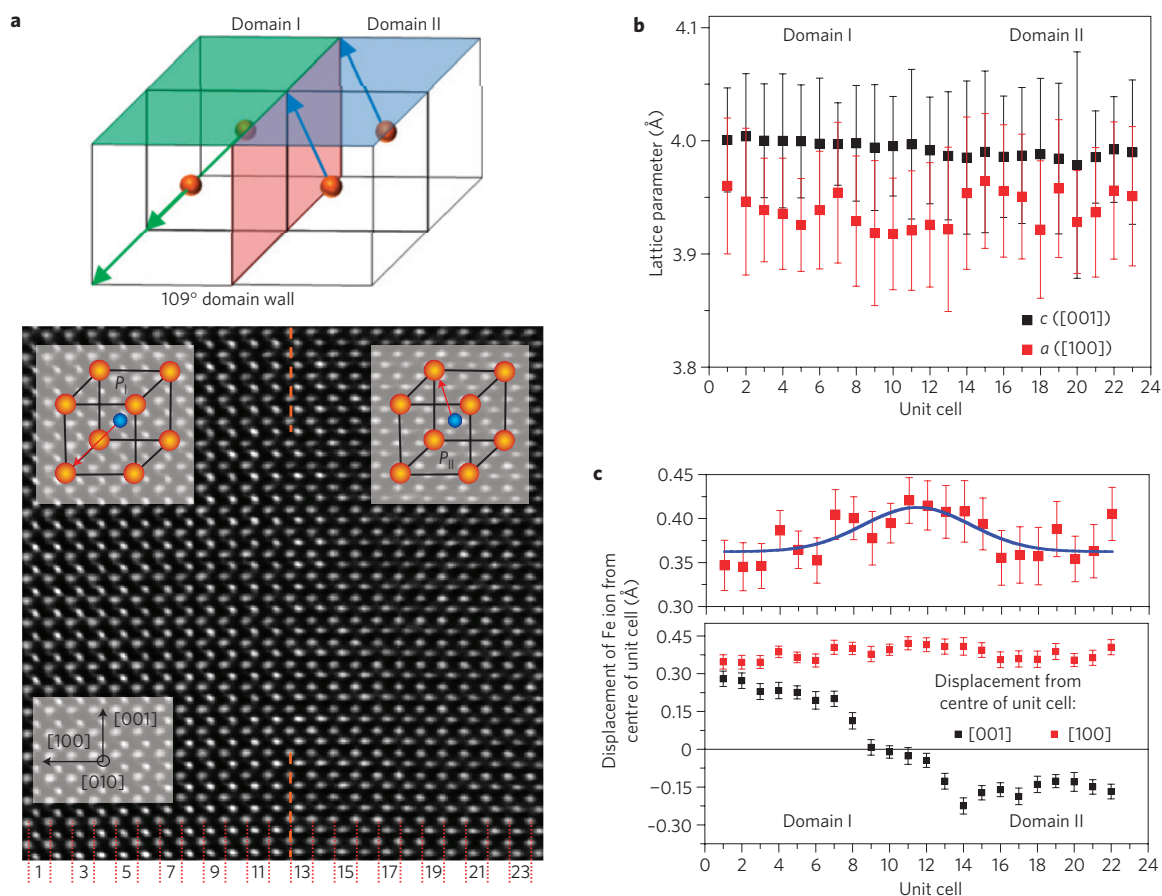 a
Domain I Domain II
109° domain wall
P_I
P_II
[001]
[100]
[010]
1 3 5 7 9 11 13 15 17 19 21 23
b
4.1
4.0
3.9
3.8
Lattice parameter (Å)
Domain I Domain II
c ([001])
a ([100])
0 2 4 6 8 10 12 14 16 18 20 22 24
Unit cell
c
0.45
0.40
0.35
0.30
Displacement of Fe ion from
centre of unit cell (Å)
0.45
0.30
0.15
0
−0.15
−0.30
Displacement from
centre of unit cell:
[001] [100]
Domain I Domain II
0 2 4 6 8 10 12 14 16 18 20 22 24
Unit cell